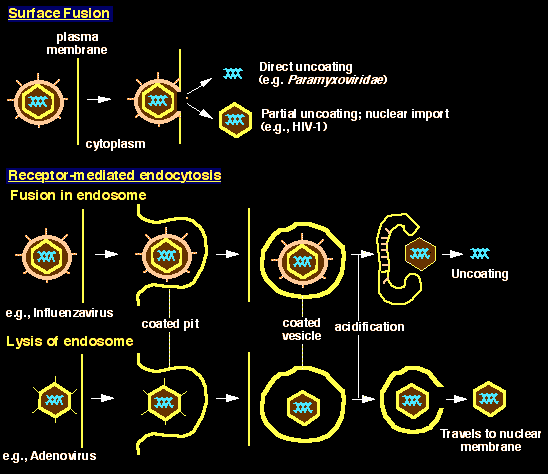 Surface Fusion
plasma
membrane
cytoplasm
Direct uncoating
(e.g. Paramyxoviridae)
Partial uncoating; nuclear import
(e.g., HIV-1)
Receptor-mediated endocytosis
Fusion in endosome
e.g., Influenzavirus
coated pit
coated
vesicle
acidification
Uncoating
Lysis of endosome
e.g., Adenovirus
Travels to nuclear
membrane